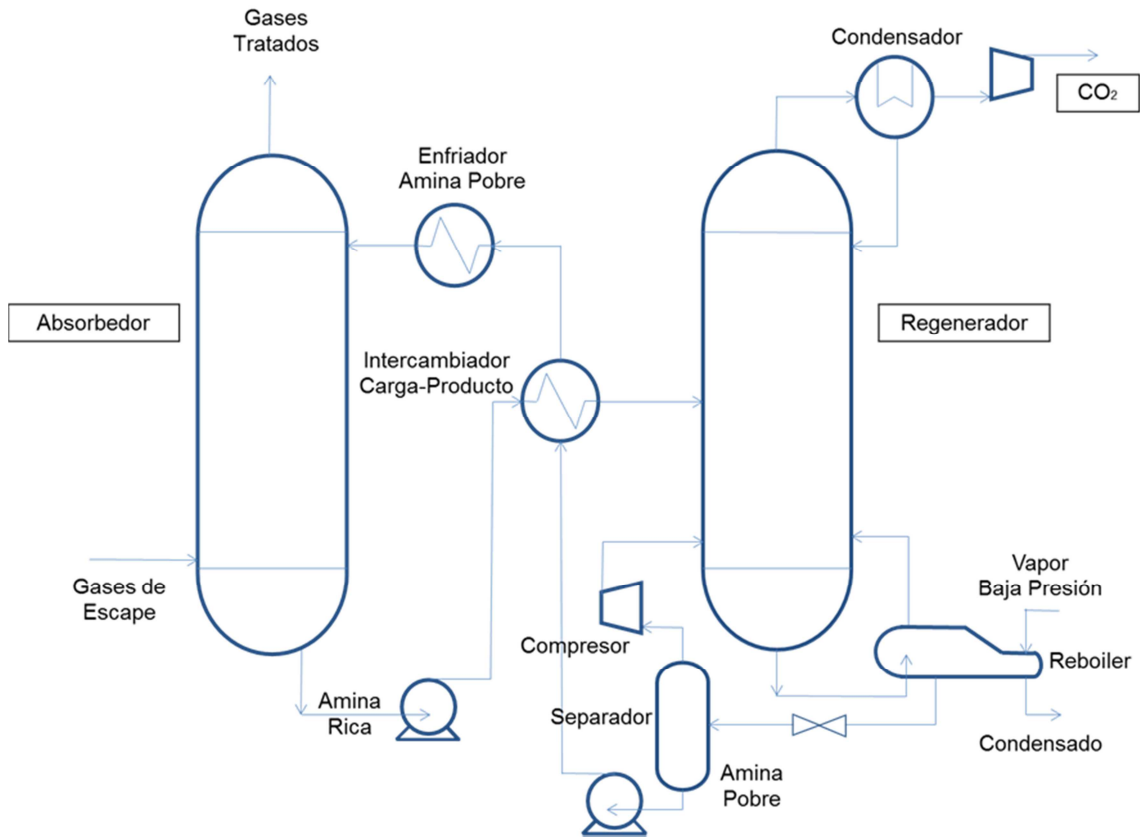 Gases
Tratados
Condensador
CO₂
Enfriador
Amina Pobre
Absorbedor
Regenerador
Intercambiador
Carga-Producto
Gases de
Escape
Vapor
Baja Presión
Compresor
Reboiler
Amina
Rica
Separador
Condensado
Amina
Pobre